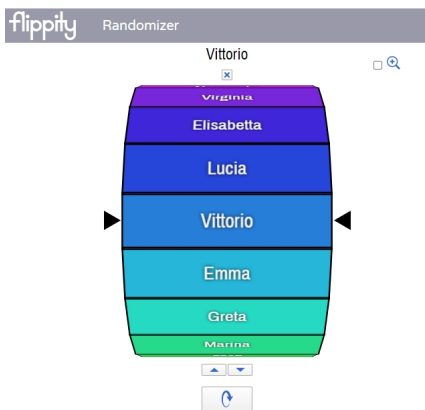 flippity Randomizer
Vittorio
Virginia
Elisabetta
Lucia
Vittorio
Emma
Greta
Marina